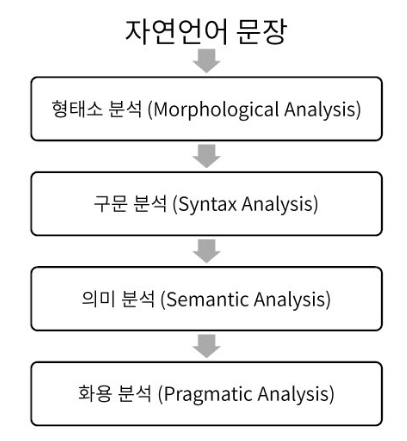 자연언어 문장
형태소 분석 (Morphological Analysis)
구문 분석 (Syntax Analysis)
의미 분석 (Semantic Analysis)
화용 분석 (Pragmatic Analysis)